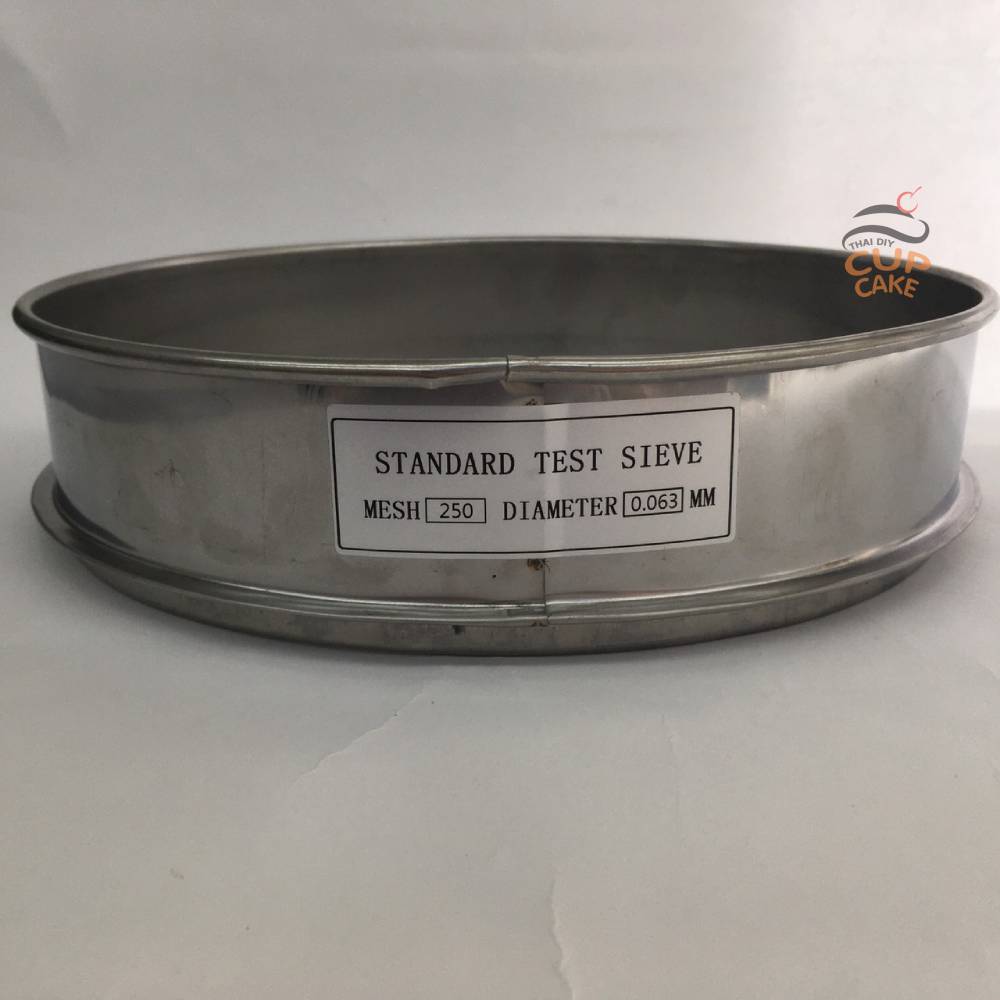 THAI DIY
CUP
CAKE
STANDARD TEST SIEVE
MESH 250 DIAMETER 0.063 MM